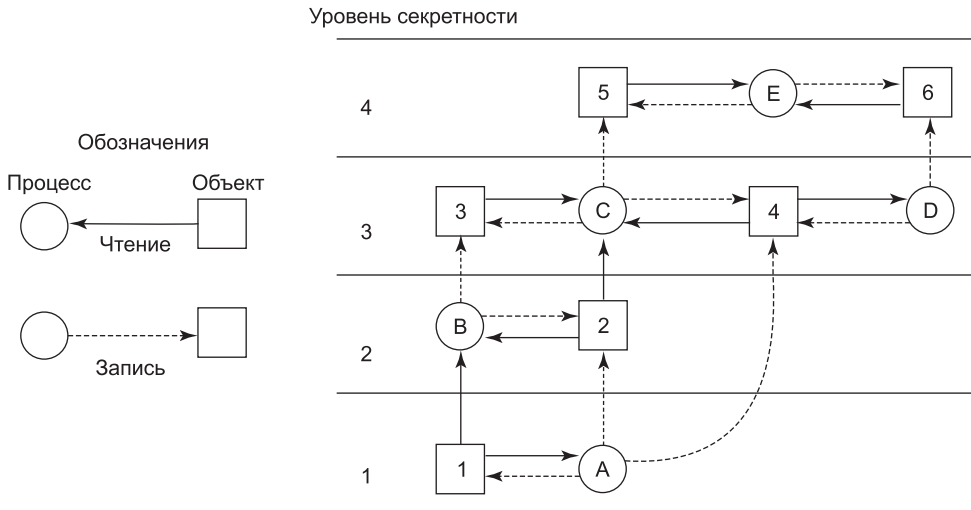 Уровень секретности
5
E
6
4
Обозначения
Процесс
Объект
3
C
4
D
Чтение
3
B
2
Запись
2
1
A
1